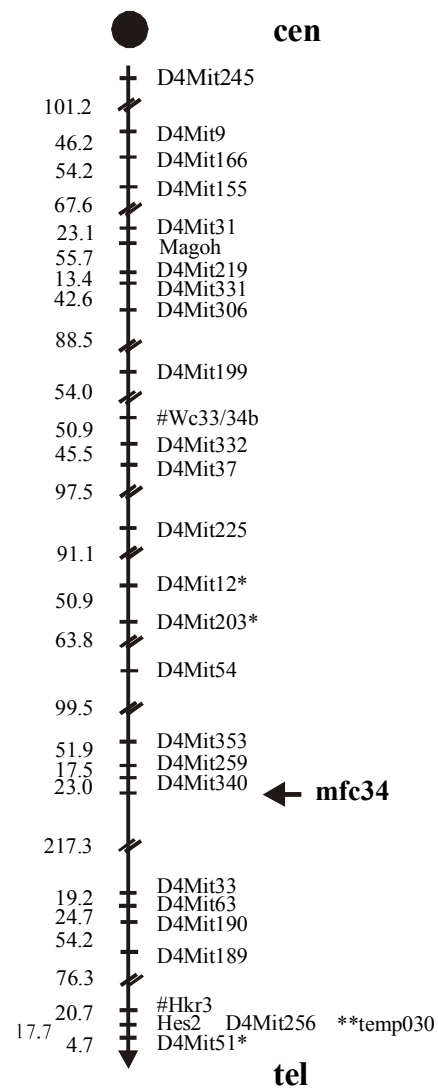 cen
D4Mit245
101.2
D4Mit9
46.2
D4Mit166
54.2
D4Mit155
67.6
D4Mit31
23.1
Magoh
55.7
D4Mit219
13.4
D4Mit331
42.6
D4Mit306
88.5
D4Mit199
54.0
#Wc33/34b
50.9
D4Mit332
45.5
D4Mit37
97.5
D4Mit225
91.1
D4Mit12*
50.9
D4Mit203*
63.8
D4Mit54
99.5
D4Mit353
51.9
D4Mit259
17.5
D4Mit340
23.0
mfc34
217.3
D4Mit33
19.2
D4Mit63
24.7
D4Mit190
54.2
D4Mit189
76.3
#Hkr3
20.7
Hes2 D4Mit256 **temp030
17.7
D4Mit51*
4.7
tel